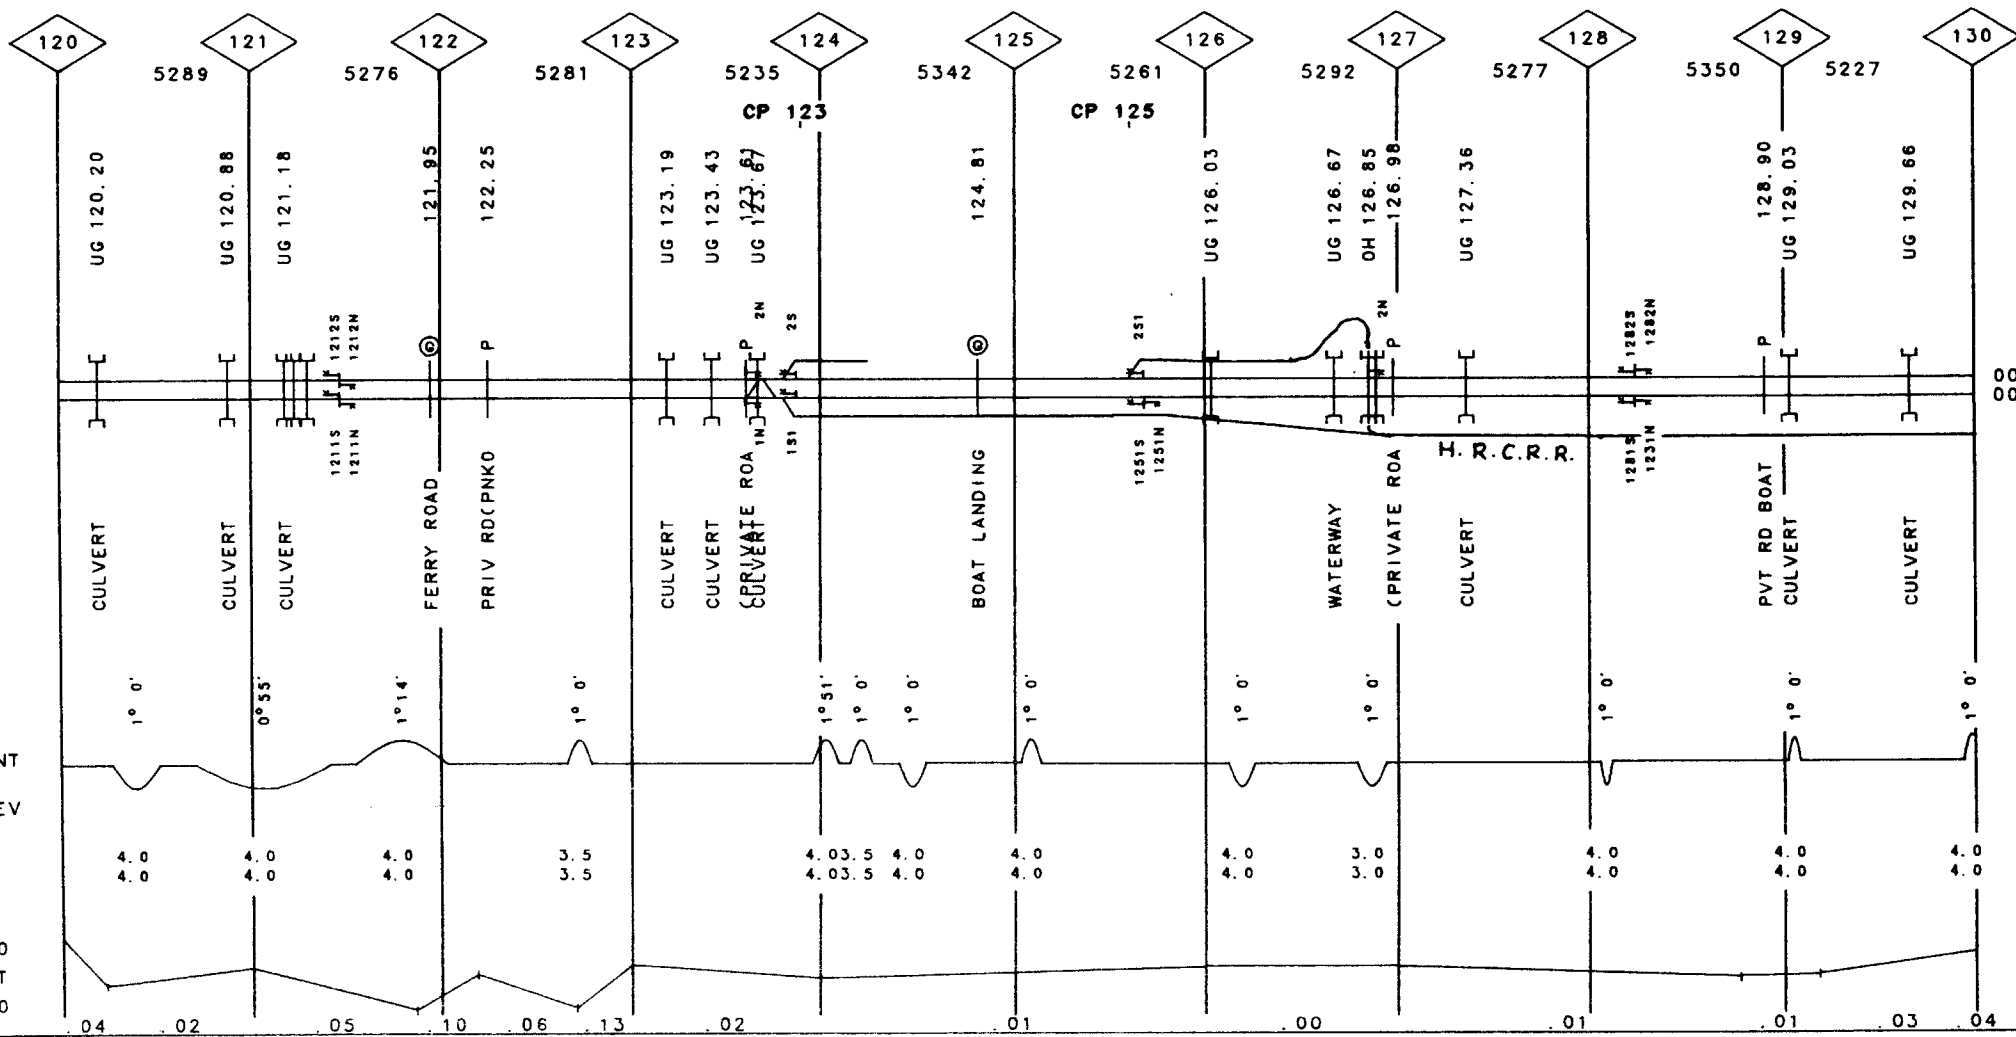 120 121 122 123 124 125 126 127 128 129 130
5289 5276 5281 5235 5342 5261 5292 5277 5350 5227
CP 123 CP 125
UG 120.20
UG 120.88
UG 121.18
121.95
122.25
UG 123.19
UG 123.43
123.61
UG 123.67
124.81
UG 126.03
UG 126.67
OH 126.85
126.98
UG 127.36
128.90
UG 129.03
UG 129.66
1212S
1212N
G
P
P
2N
2S
G
2S1
2N
P
1282S
1282N
P
00
00
1211S
1211N
1N
1S1
1251S
1251N
H.R.C.R.R.
1281S
1231N
CULVERT
CULVERT
CULVERT
FERRY ROAD
PRIV RD(PNKO
CULVERT
CULVERT
(PRIVATE ROA
CULVERT
BOAT LANDING
WATERWAY
(PRIVATE ROA
CULVERT
PVT RD BOAT
CULVERT
CULVERT
1° 0' 0°55' 1°14' 1° 0' 1°51' 1° 0' 1° 0' 1° 0' 1° 0' 1° 0' 1° 0' 1° 0' 1° 0'
NT
EV
4.0 4.0 4.0 3.5 4.03.5 4.0 4.0 4.0 3.0 4.0 4.0 4.0
4.0 4.0 4.0 3.5 4.03.5 4.0 4.0 4.0 3.0 4.0 4.0 4.0
0
T
0
.04 .02 .05 .10 .06 .13 .02 .01 .00 .01 .01 .03 .04